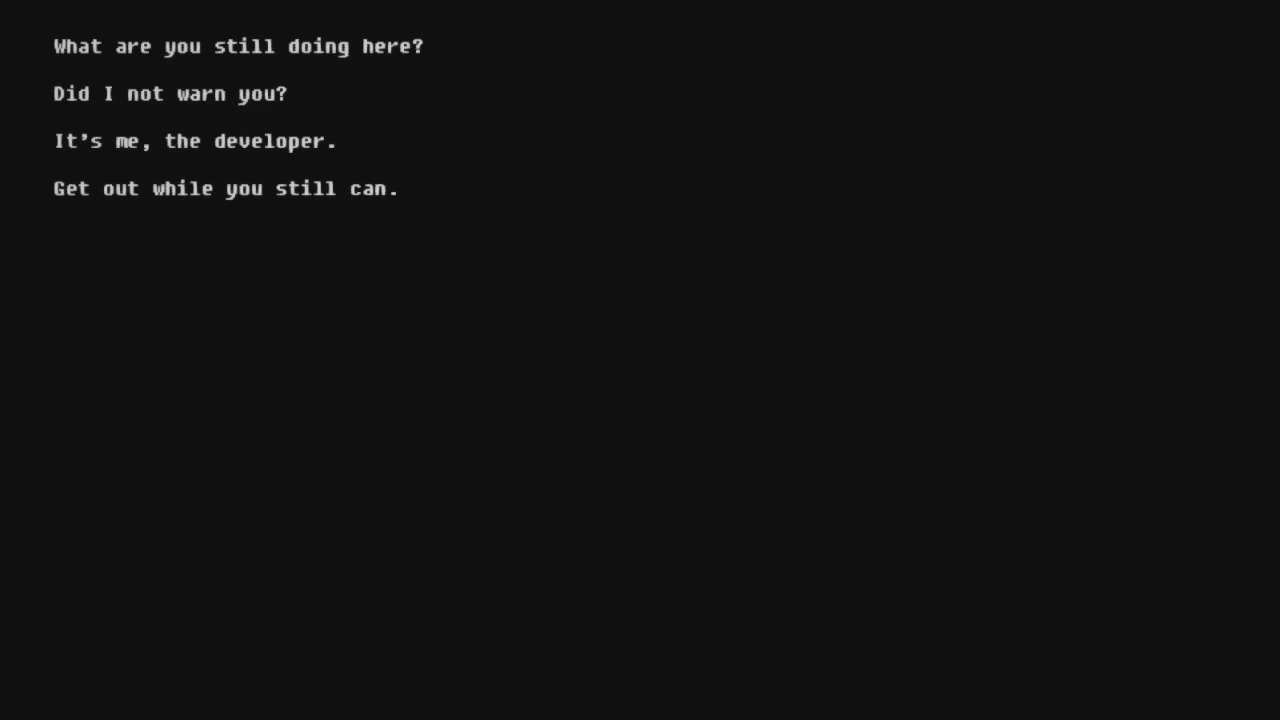 What are you still doing here?
Did I not warn you?
It's me, the developer.
Get out while you still can.